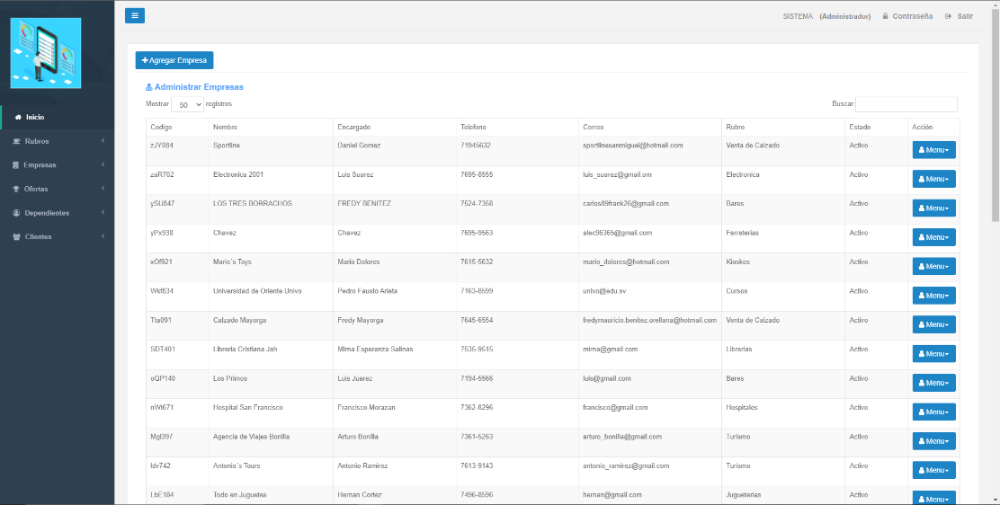 SISTEMA (Administrador) Contraseña Salir
+Agregar Empresa
Administrar Empresas
Mostrar 50 registros Buscar:
Inicio
Rubros
Empresas
Ofertas
Dependientes
Clientes
Codigo Nombre Encargado Telefono Correo Rubro Estado Acción
zJY084 Sportline Daniel Gomez 71945632 sportlinesanmiguel@hotmail.com Venta de Calzado Activo Menu
zaR702 Electronica 2001 Luis Suarez 7695-8555 luis_suarez@gmail.om Electronica Activo Menu
ySU847 LOS TRES BORRACHOS FREDY BENITEZ 7524-7358 carlos89frank26@gmail.com Bares Activo Menu
yPx938 Chavez Chavez 7695-9563 alec96365@gmail.com Ferreterias Activo Menu
xOf921 Mario´s Toys Mario Dolores 7615-5632 mario_dolores@hotmail.com Kioskos Activo Menu
Wkf834 Universidad de Oriente Univo Pedro Fausto Arieta 7163-8599 univo@edu.sv Cursos Activo Menu
Tta091 Calzado Mayorga Fredy Mayorga 7645-6554 fredymauricio.benitez.orellana@hotmail.com Venta de Calzado Activo Menu
SDT401 Libreria Cristiana Jah Mirna Esperanza Salinas 7535-9515 mirna@gmail.com Librerias Activo Menu
oQP140 Los Primos Luis Juarez 7194-5566 luis@gmail.com Bares Activo Menu
nWt671 Hospital San Francisco Francisco Morazan 7362-8296 francisco@gmail.com Hospitales Activo Menu
Mgl397 Agencia de Viajes Bonilla Arturo Bonilla 7361-5263 arturo_bonilla@gmail.com Turismo Activo Menu
ldv742 Antonio´s Tours Antonio Ramirez 7613-9143 antonio_ramirez@gmail.com Turismo Activo Menu
LbE184 Todo en Juguetes Hernan Cortez 7496-8596 hernan@gmail.com Jugueterias Activo Menu